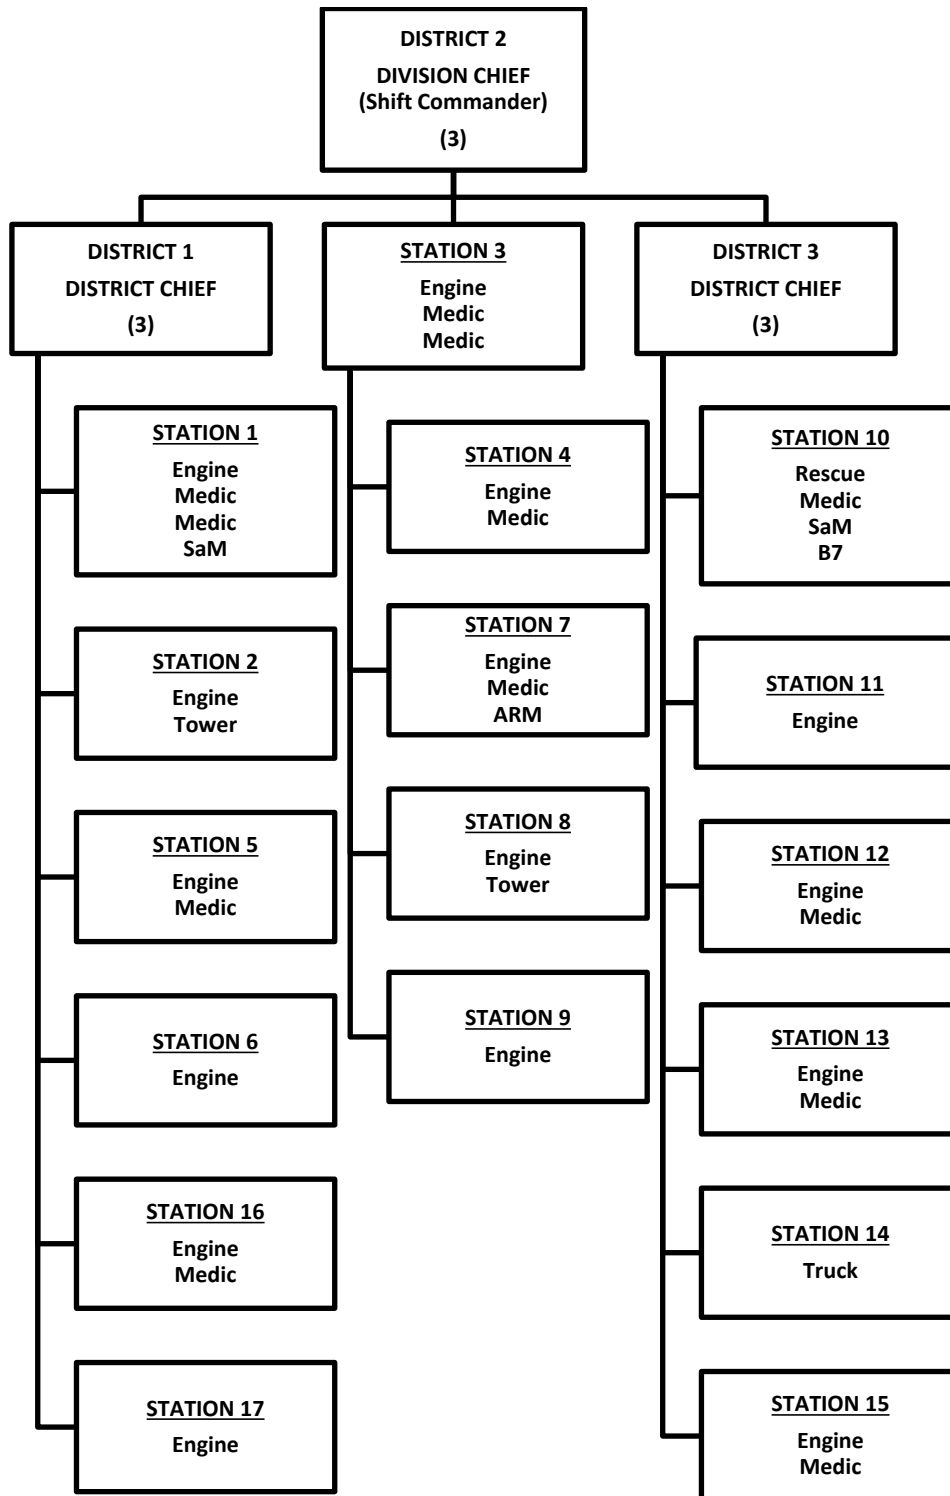 DISTRICT 2
DIVISION CHIEF
(Shift Commander)
(3)
DISTRICT 1
DISTRICT CHIEF
(3)
STATION 1
Engine
Medic
Medic
SaM
STATION 2
Engine
Tower
STATION 5
Engine
Medic
STATION 6
Engine
STATION 16
Engine
Medic
STATION 17
Engine
STATION 3
Engine
Medic
Medic
STATION 4
Engine
Medic
STATION 7
Engine
Medic
ARM
STATION 8
Engine
Tower
STATION 9
Engine
DISTRICT 3
DISTRICT CHIEF
(3)
STATION 10
Rescue
Medic
SaM
B7
STATION 11
Engine
STATION 12
Engine
Medic
STATION 13
Engine
Medic
STATION 14
Truck
STATION 15
Engine
Medic